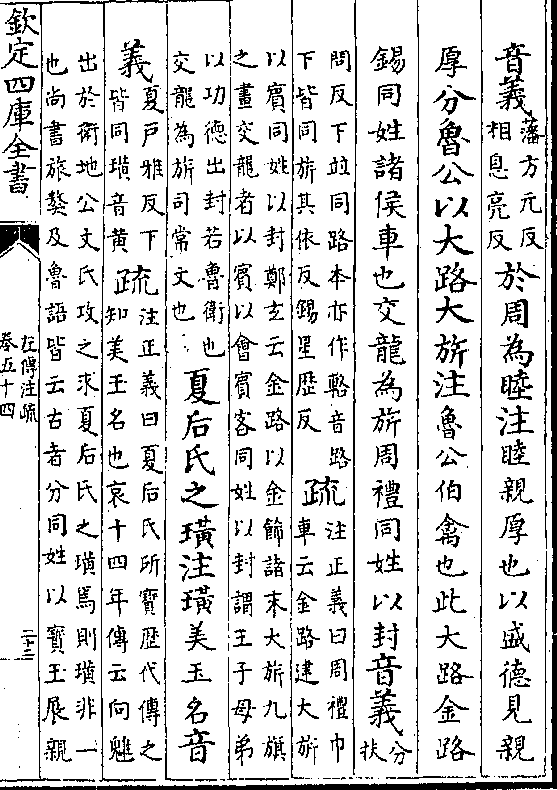 音義藩方元反相息亮反於周為睦注睦親厚也以盛德見親
厚分魯公以大路大旂注魯公伯禽也此大路金路
錫同姓諸侯車也交龍為旂周禮同姓以封音義分扶
問反下並同路本亦作輅音路
下皆同旂其依反錫星歴反疏注正義曰周禮巾
車云金路建大旂
以賓同姓以封鄭玄云金路以金飾諸末大旂九旗
之畫交龍者以賓以會賓客同姓以封謂王子母弟
以功德出封若魯衛也
交龍為旂司常文也夏后氏之璜注璜美玉名音
義夏戸雅反下
皆同璜音黄疏注正義曰夏后氏所寶歴代傳之
知美玉名也哀十四年傳云向魋
出於衛地公文氏攻之求夏后氏之璜焉則璜非一
也尚書旅獒及魯語皆云古者分同姓以寶玉展親
欽定四庫全書
左傳注疏
卷五十四
二十三